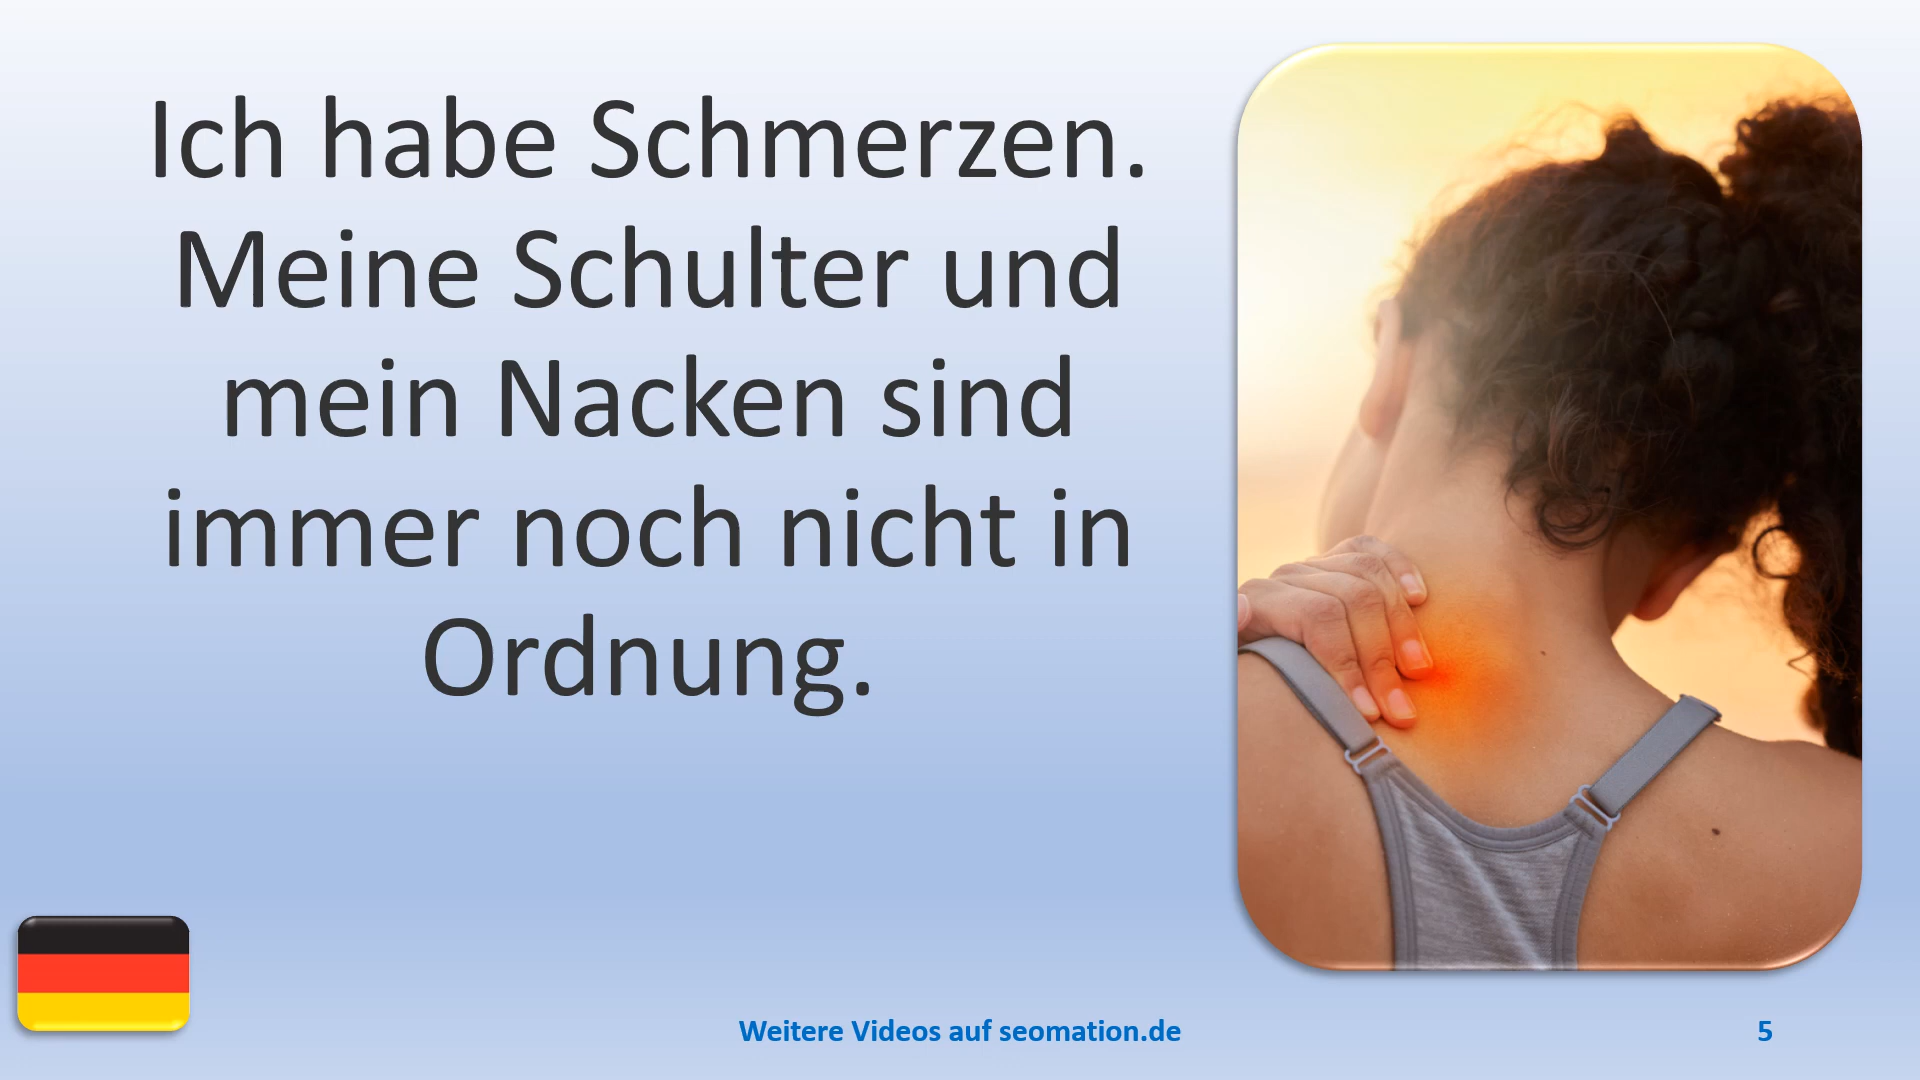 Ich habe Schmerzen.
Meine Schulter und
mein Nacken sind
immer noch nicht in
Ordnung.
Weitere Videos auf seomation.de
5